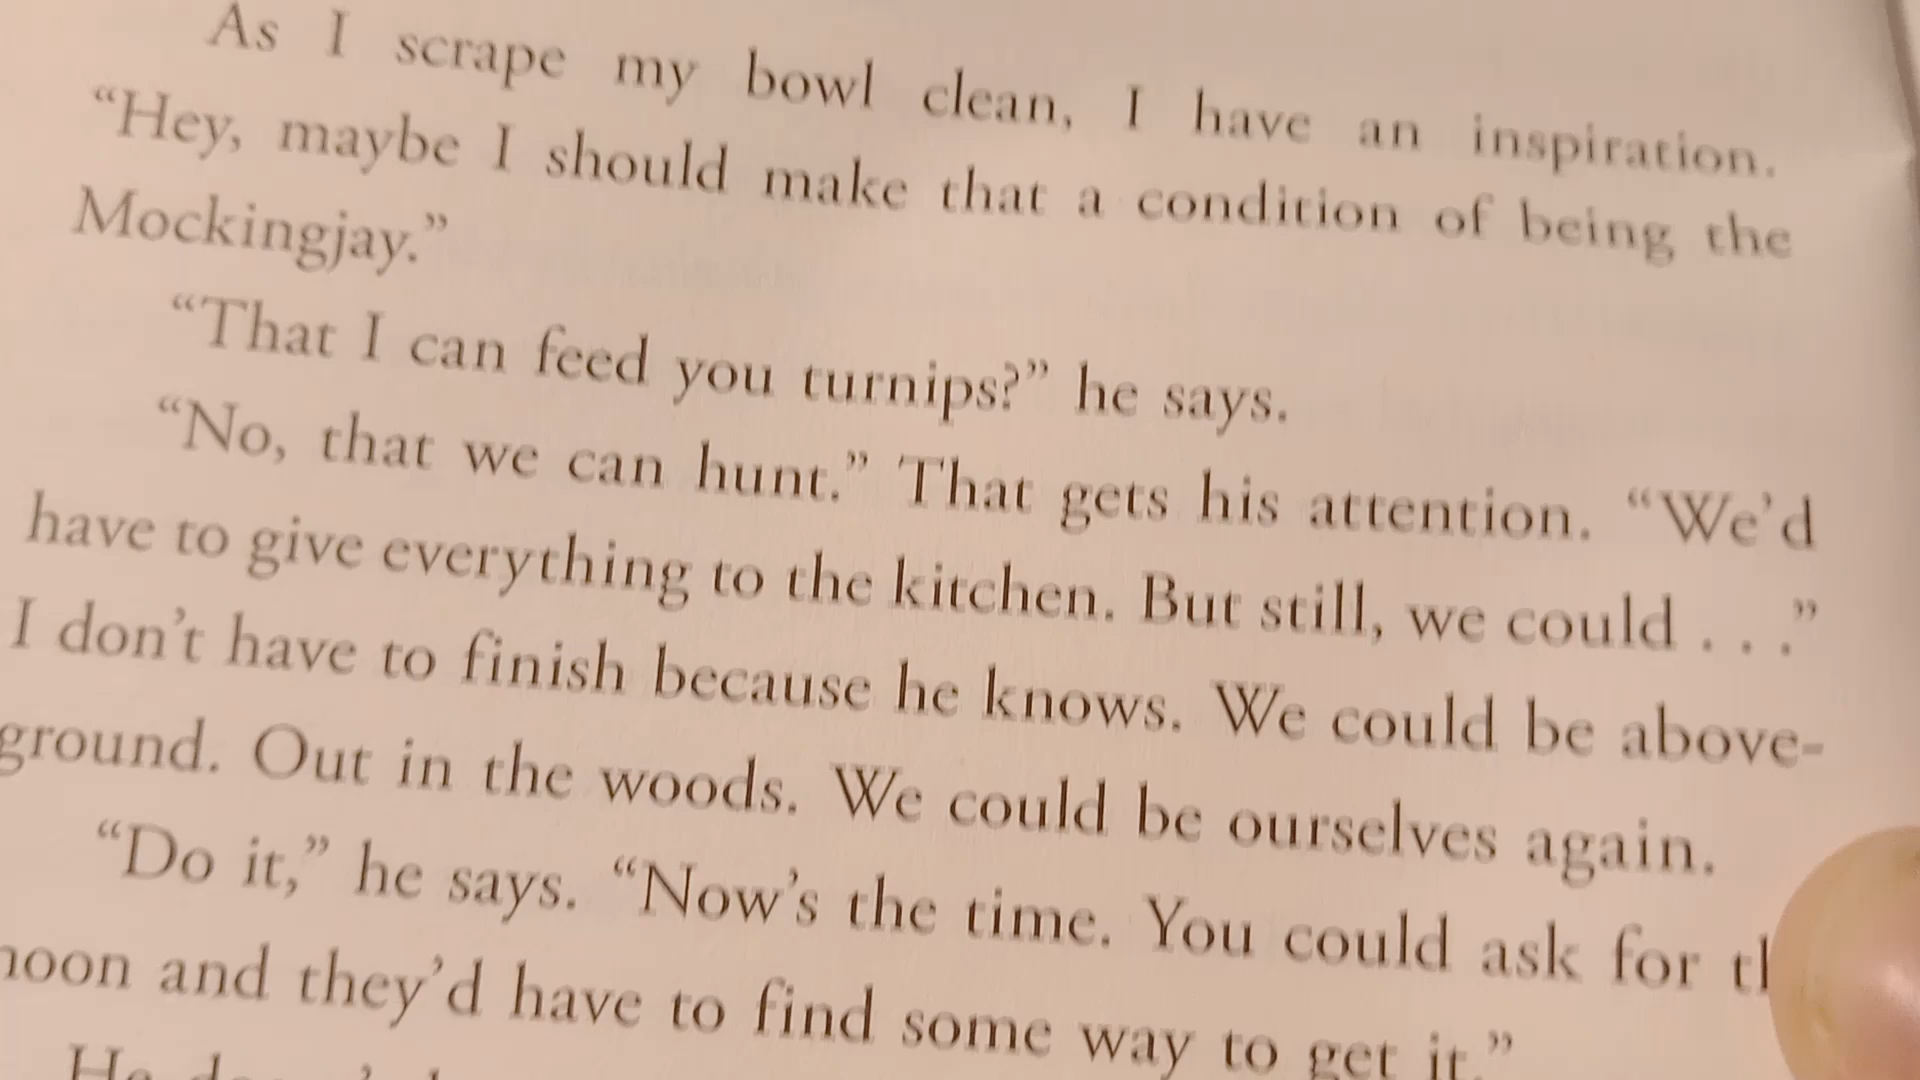 As I scrape my bowl clean, I have an inspiration.
“Hey, maybe I should make that a condition of being the
Mockingjay.”
“That I can feed you turnips?” he says.
“No, that we can hunt.” That gets his attention. “We’d
have to give everything to the kitchen. But still, we could . . .”
I don’t have to finish because he knows. We could be above-
ground. Out in the woods. We could be ourselves again.
“Do it,” he says. “Now’s the time. You could ask for
and they’d have to find some way to get it.”
He